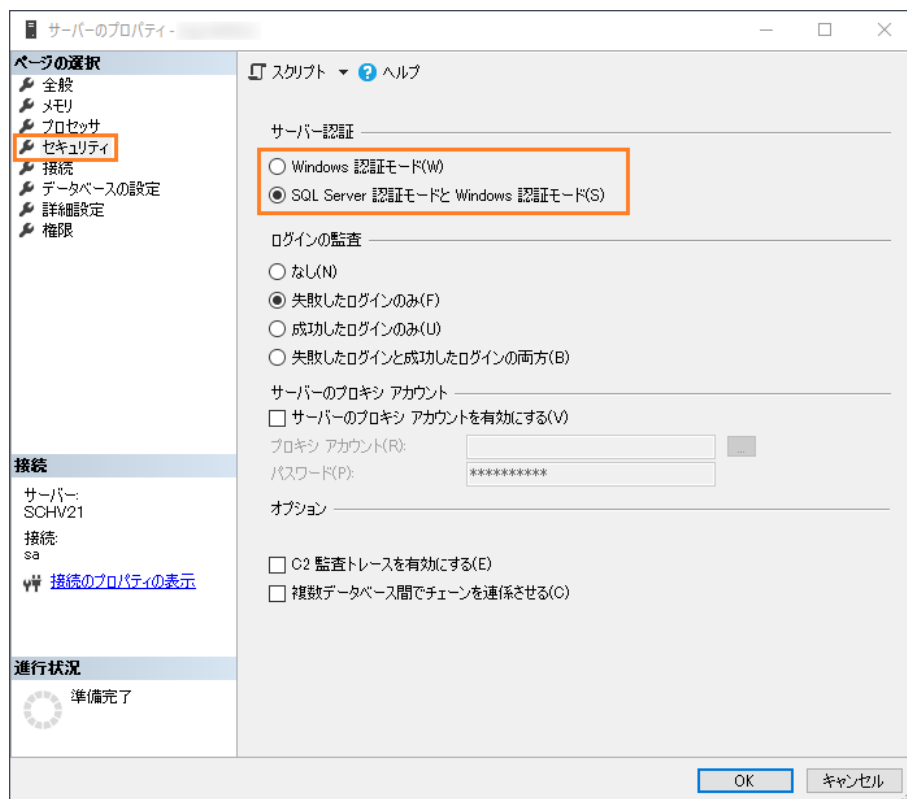 サーバーのプロパティ -
ページの選択
全般
メモリ
プロセッサ
セキュリティ
接続
データベースの設定
詳細設定
権限
接続
サーバー:
SCHV21
接続:
sa
接続のプロパティの表示
進行状況
準備完了
スクリプト ヘルプ
サーバー認証
Windows 認証モード(W)
SQL Server 認証モードと Windows 認証モード(S)
ログインの監査
なし(N)
失敗したログインのみ(F)
成功したログインのみ(U)
失敗したログインと成功したログインの両方(B)
サーバーのプロキシ アカウント
サーバーのプロキシ アカウントを有効にする(V)
プロキシ アカウント(R):
...
パスワード(P): **********
オプション
C2 監査トレースを有効にする(E)
複数データベース間でチェーンを連係させる(C)
OK キャンセル